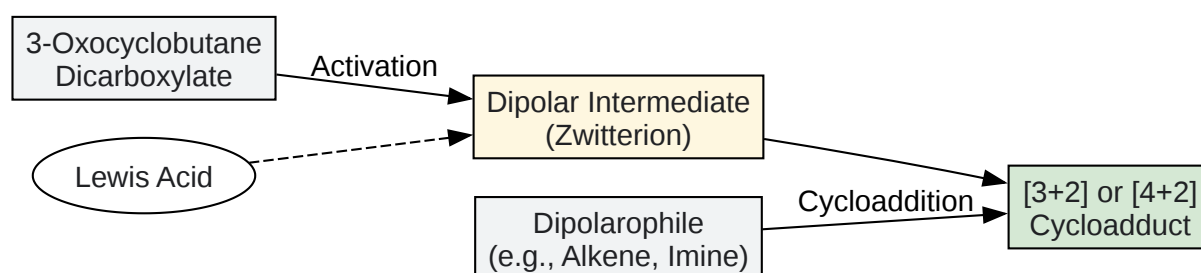 3-Oxocyclobutane
Dicarboxylate
Activation
Lewis Acid
Dipolar Intermediate
(Zwitterion)
Dipolarophile
(e.g., Alkene, Imine)
Cycloaddition
[3+2] or [4+2]
Cycloadduct